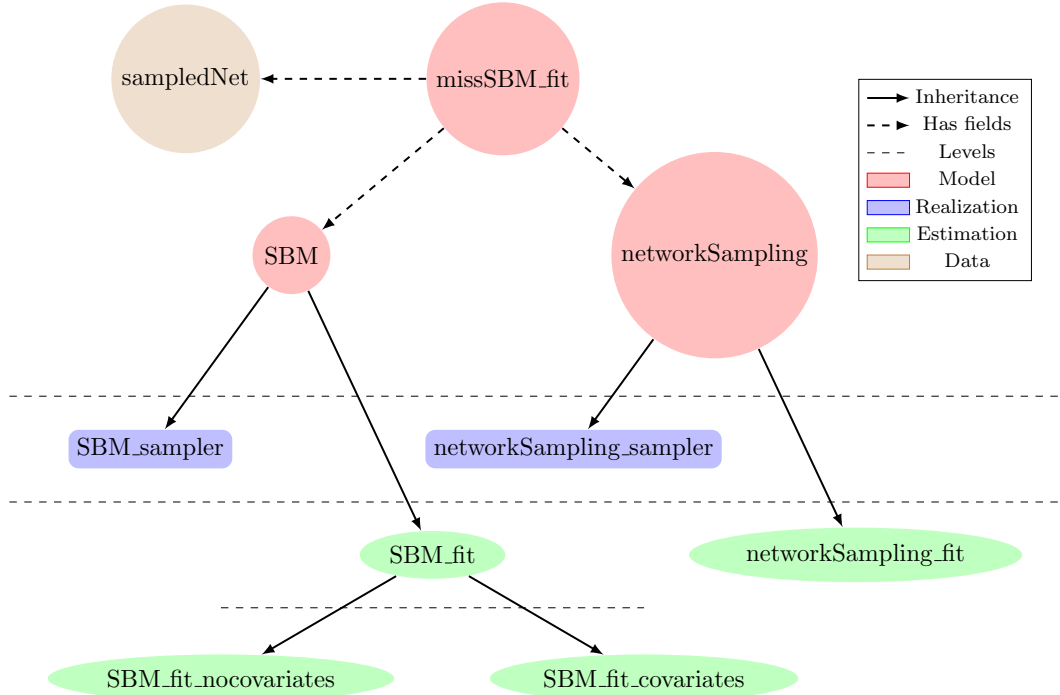 sampledNet
missSBM_fit
Inheritance
Has fields
Levels
Model
Realization
Estimation
Data
SBM
networkSampling
SBM_sampler
networkSampling_sampler
SBM_fit
networkSampling_fit
SBM_fit_nocovariates
SBM_fit_covariates